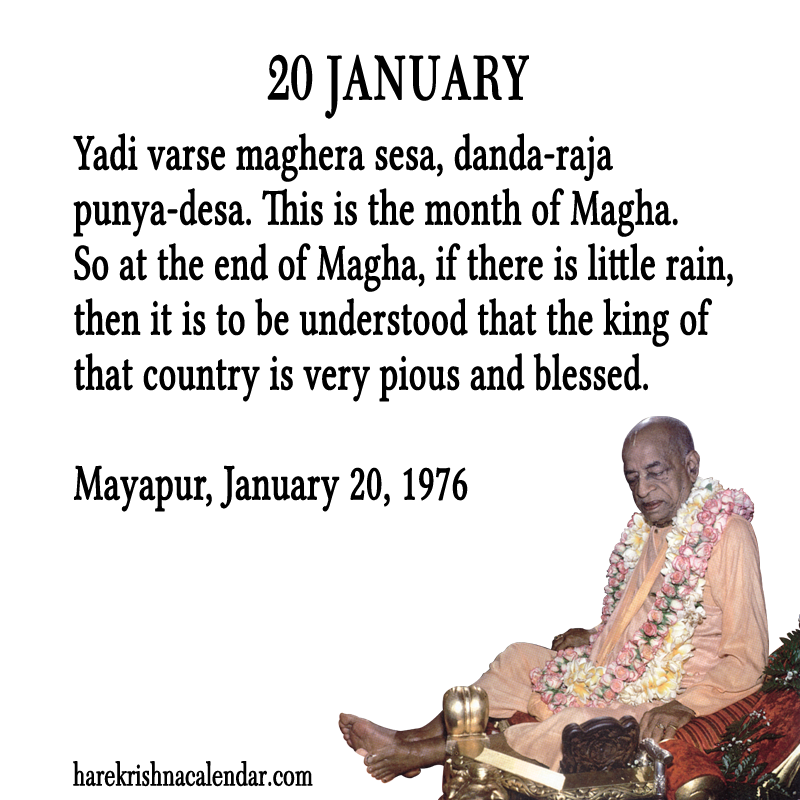 20 JANUARY
Yadi varse maghera sesa, danda-raja
punya-desa. This is the month of Magha.
So at the end of Magha, if there is little rain,
then it is to be understood that the king of
that country is very pious and blessed.
Mayapur, January 20, 1976
harekrishnacalendar.com